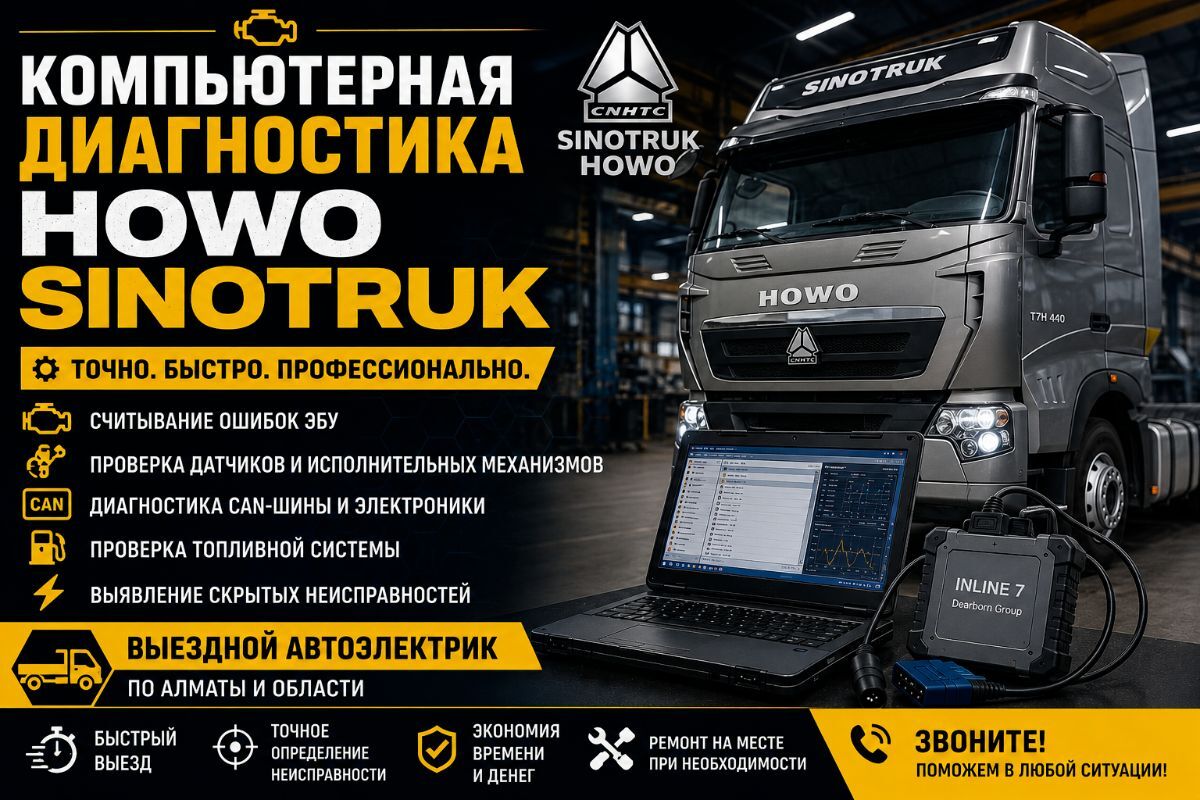 КОМПЬЮТЕРНАЯ
ДИАГНОСТИКА
HOWO
SINOTRUK
ТОЧНО. БЫСТРО. ПРОФЕССИОНАЛЬНО.
СЧИТЫВАНИЕ ОШИБОК ЭБУ
ПРОВЕРКА ДАТЧИКОВ И ИСПОЛНИТЕЛЬНЫХ МЕХАНИЗМОВ
CAN
ДИАГНОСТИКА CAN-ШИНЫ И ЭЛЕКТРОНИКИ
ПРОВЕРКА ТОПЛИВНОЙ СИСТЕМЫ
ВЫЯВЛЕНИЕ СКРЫТЫХ НЕИСПРАВНОСТЕЙ
ВЫЕЗДНОЙ АВТОЭЛЕКТРИК
ПО АЛМАТЫ И ОБЛАСТИ
CNHTC
SINOTRUK
HOWO
SINOTRUK
HOWO
CNHTC
T7H 440
INLINE 7
Dearborn Group
БЫСТРЫЙ
ВЫЕЗД
ТОЧНОЕ
ОПРЕДЕЛЕНИЕ
НЕИСПРАВНОСТИ
ЭКОНОМИЯ
ВРЕМЕНИ
И ДЕНЕГ
РЕМОНТ НА МЕСТЕ
ПРИ НЕОБХОДИМОСТИ
ЗВОНИТЕ!
ПОМОЖЕМ В ЛЮБОЙ СИТУАЦИИ!